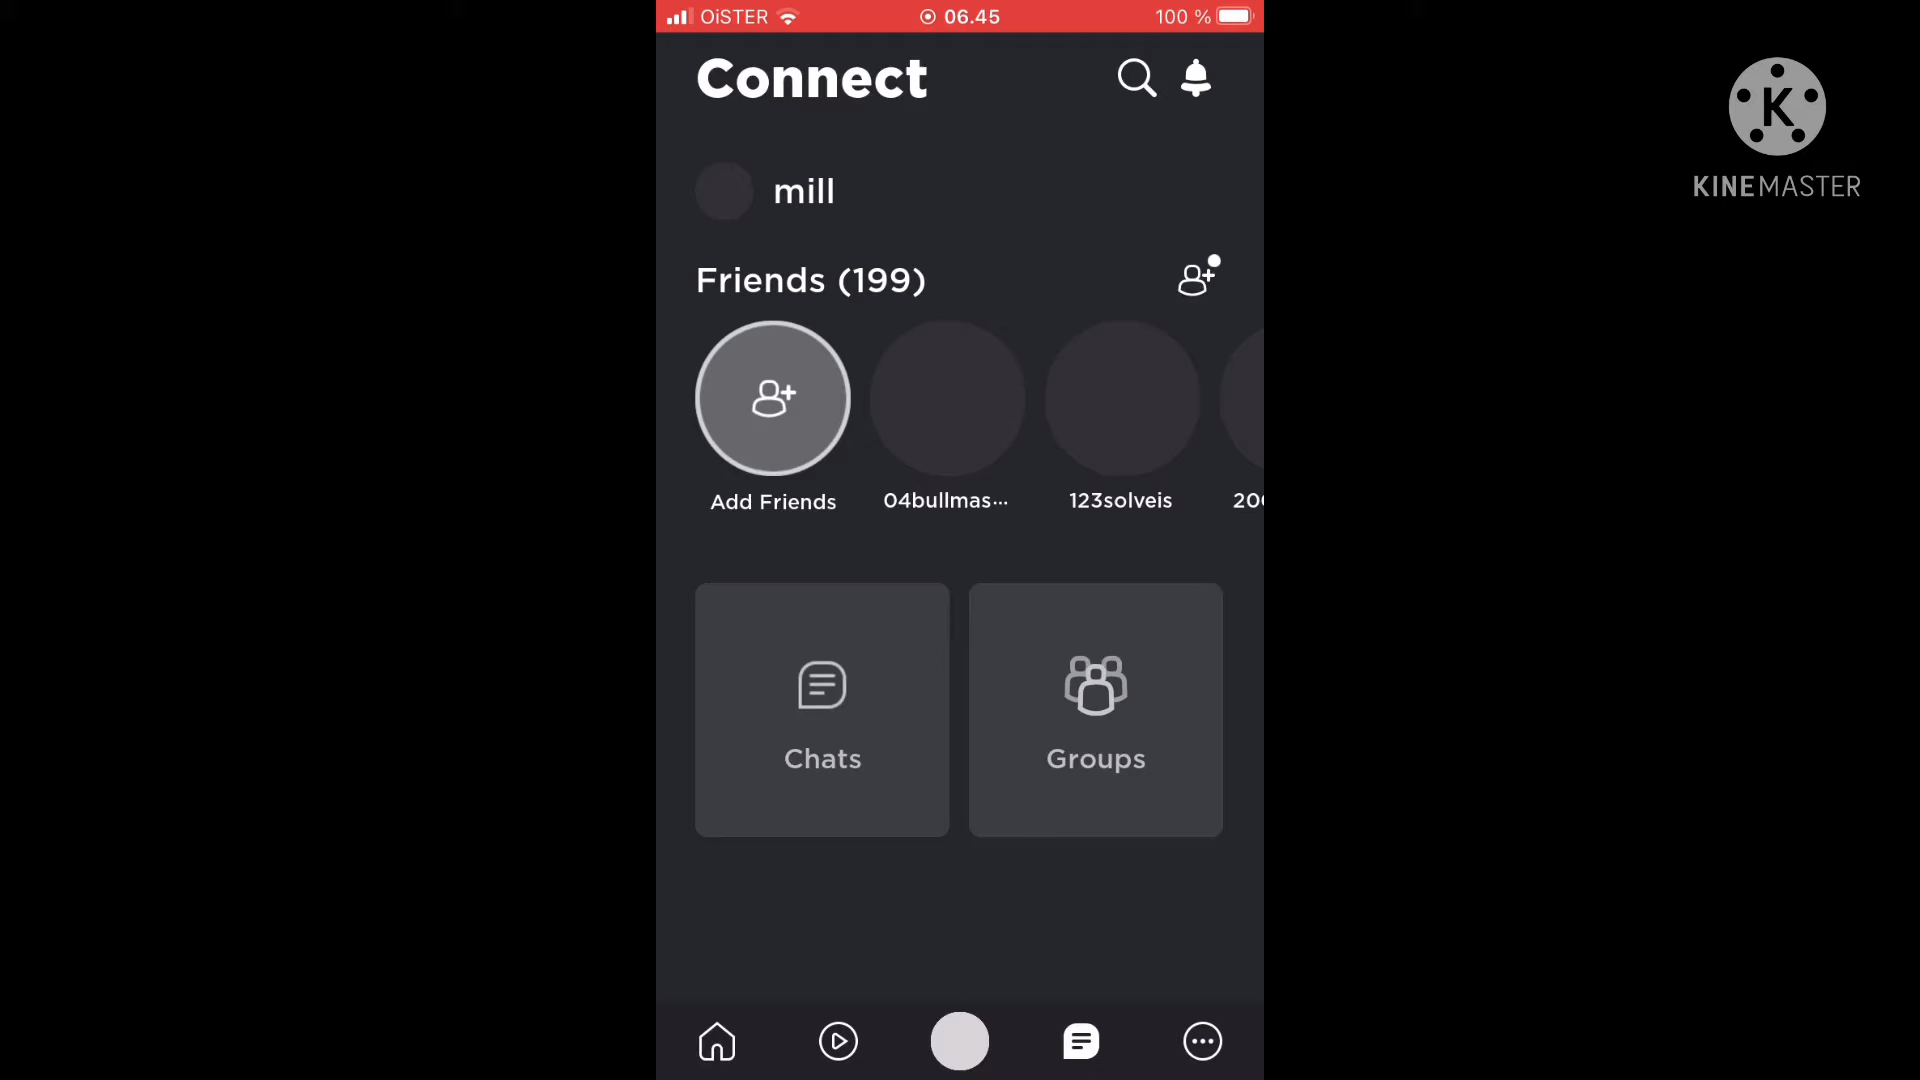 OiSTER 06.45 100 %
Connect
K
KINEMASTER
mill
Friends (199)
Add Friends 04bullmas... 123solveis
Chats Groups